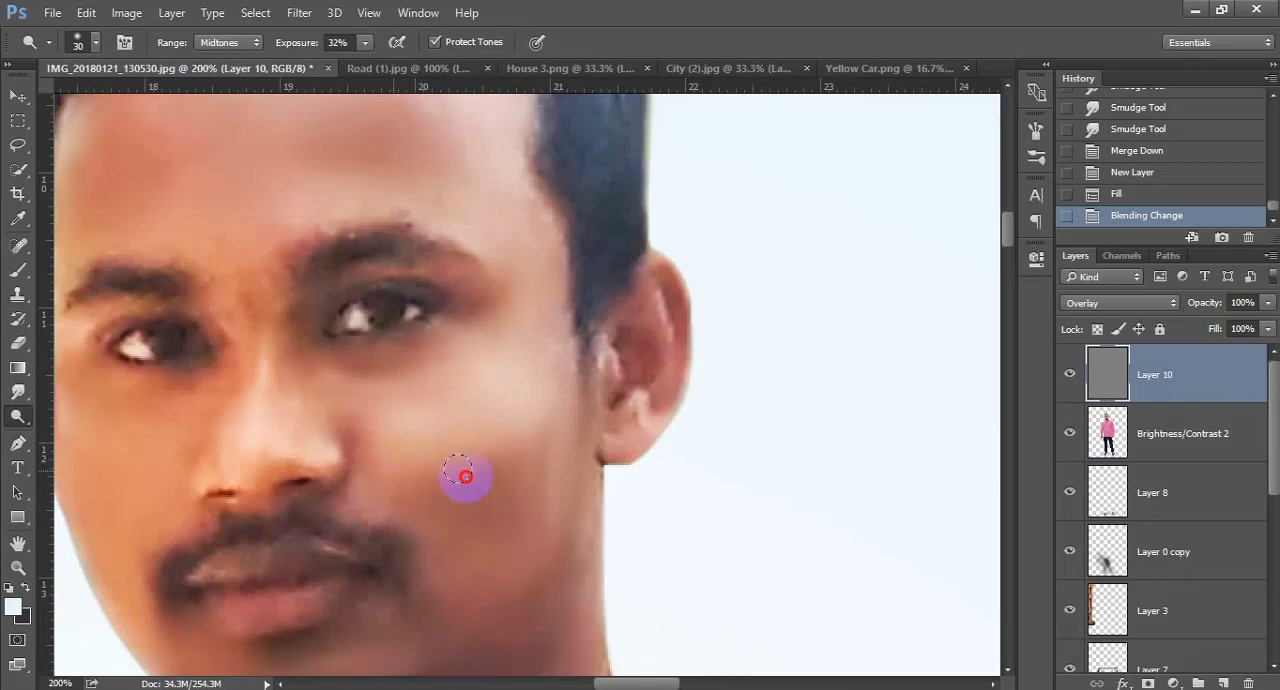 Ps File Edit Image Layer Type Select Filter 3D View Window Help
30 Range: Midtones Exposure: 32% Protect Tones Essentials
IMG_20180121_130530.jpg @ 200% (Layer 10, RGB/8) * × Road (1).jpg @ 100% (L... × House 3.png @ 33.3% (L... × City (2).jpg @ 33.3% (La... × Yellow Car.png @ 16.7%... ×
18 19 20 21 22 23 24
10
11
12
13
History
Smudge Tool
Smudge Tool
Merge Down
New Layer
Fill
Blending Change
Layers Channels Paths
Kind
Overlay Opacity: 100%
Lock: Fill: 100%
Layer 10
Brightness/Contrast 2
Layer 8
Layer 0 copy
Layer 3
Layer 7
200% Doc: 34.3M/254.3M